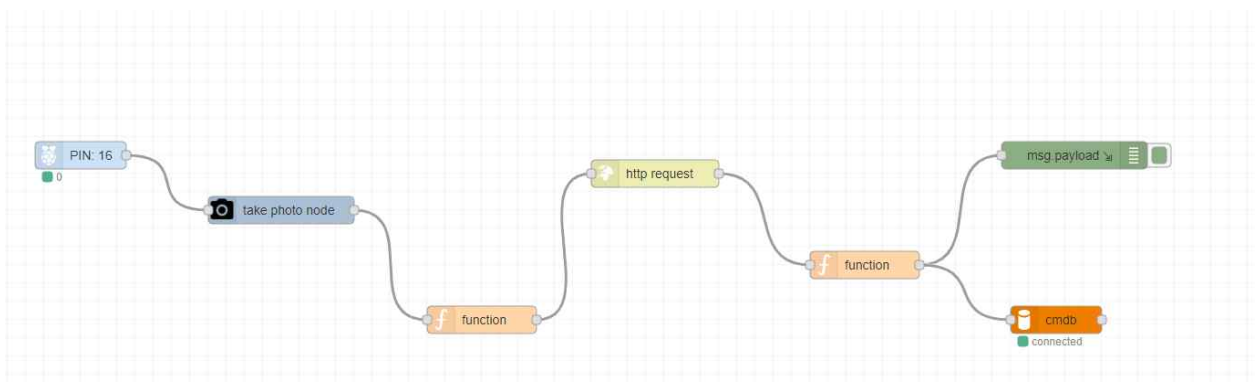 PIN: 16
0
take photo node
function
http request
function
msg.payload
cmdb
connected